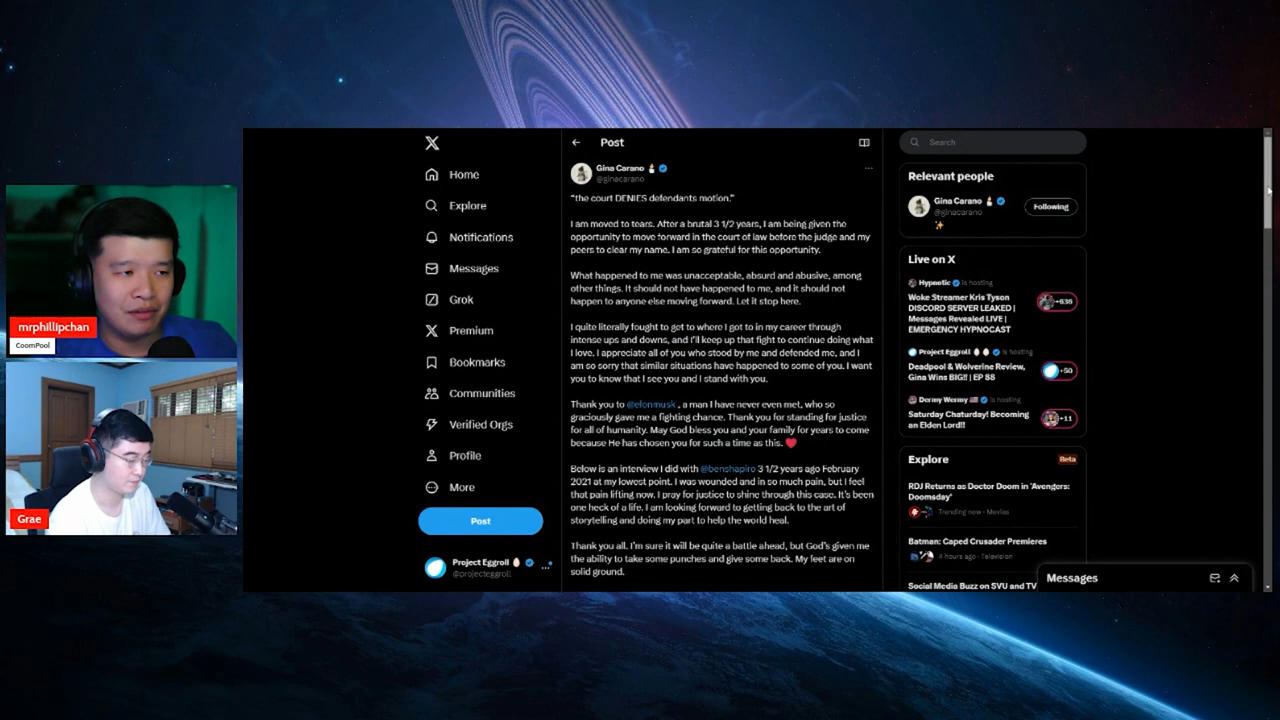 mrphillipchan
CoomPool
Grae
Home
Explore
Notifications
Messages
Grok
Premium
Bookmarks
Communities
Verified Orgs
Profile
More
Post
Project Eggroll
@projecteggroll
Post
Gina Carano
@ginacarano
“the court DENIES defendants motion.”
I am moved to tears. After a brutal 3 1/2 years, I am being given the
opportunity to move forward in the court of law before the judge and my
peers to clear my name. I am so grateful for this opportunity.
What happened to me was unacceptable, absurd and abusive, among
other things. It should not have happened to me, and it should not
happen to anyone else moving forward. Let it stop here.
I quite literally fought to get to where I got to in my career through
intense ups and downs, and I’ll keep up that fight to continue doing what
I love. I appreciate all of you who stood by me and defended me, and I
am so sorry that similar situations have happened to some of you. I want
you to know that I see you and I stand with you.
Thank you to @elonmusk , a man I have never even met, who so
graciously gave me a fighting chance. Thank you for standing for justice
for all of humanity. May God bless you and your family for years to come
because He has chosen you for such a time as this. ❤️
Below is an interview I did with @benshapiro 3 1/2 years ago February
2021 at my lowest point. I was wounded and in so much pain, but I feel
that pain lifting now. I pray for justice to shine through this case. It’s been
one heck of a life. I am looking forward to getting back to the art of
storytelling and doing my part to help the world heal.
Thank you all. I’m sure it will be quite a battle ahead, but God’s given me
the ability to take some punches and give some back. My feet are on
solid ground.
Search
Relevant people
Gina Carano
@ginacarano
Following
Live on X
Hypnotic is hosting
Woke Streamer Kris Tyson
DISCORD SERVER LEAKED |
Messages Revealed LIVE |
EMERGENCY HYPNOCAST
+636
Project Eggroll is hosting
Deadpool & Wolverine Review,
Gina Wins BIG!! | EP 88
+50
Dermy Wermy is hosting
Saturday Chaturday! Becoming
an Elden Lord!!
+11
Explore
Beta
RDJ Returns as Doctor Doom in 'Avengers:
Doomsday'
Trending now · Movies
Batman: Caped Crusader Premieres
4 hours ago · Television
Social Media Buzz on SVU and TV
Messages